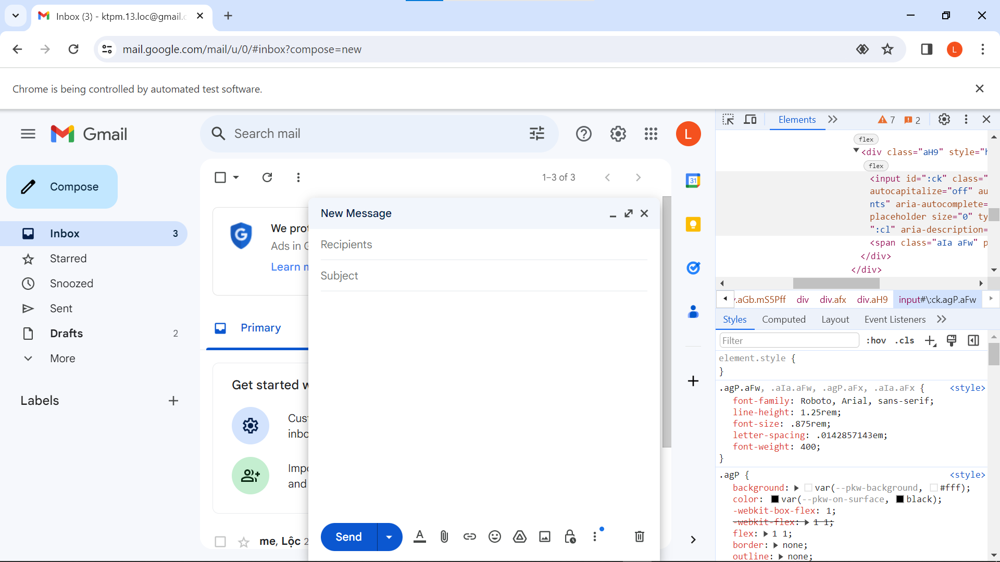 Inbox (3) - ktpm.13.loc@gmail.c
mail.google.com/mail/u/0/#inbox?compose=new
L
Chrome is being controlled by automated test software.
Gmail
Search mail
L
Compose
Inbox 3
Starred
Snoozed
Sent
Drafts 2
More
Labels
1–3 of 3
We prot
Ads in G
Learn m
Primary
Get started w
Cust
inbo
Impo
and
me, Lộc 2
New Message
Recipients
Subject
Send
31
Elements
7
2
flex
<div class="aH9" style="h
flex
<input id=":ck" class="
autocapitalize="off" au
nts" aria-autocomplete=
placeholder size="0" ty
":cl" aria-description=
<span class="aIa aFw" p
</div>
</div>
v.aGb.mS5Pff div div.afx div.aH9 input#\:ck.agP.aFw
Styles Computed Layout Event Listeners
Filter :hov .cls
element.style {
}
.agP.aFw, .aIa.aFw, .agP.aFx, .aIa.aFx { <style>
font-family: Roboto, Arial, sans-serif;
line-height: 1.25rem;
font-size: .875rem;
letter-spacing: .0142857143em;
font-weight: 400;
}
.agP { <style>
background: var(--pkw-background, #fff);
color: var(--pkw-on-surface, black);
-webkit-box-flex: 1;
-webkit-flex: 1 1;
flex: 1 1;
border: none;
outline: none;